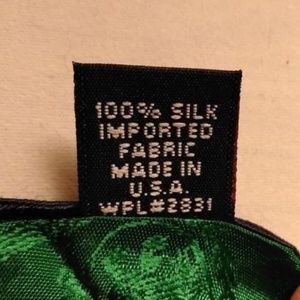 100% SILK
IMPORTED
FABRIC
MADE IN
U.S.A.
WPL#2831